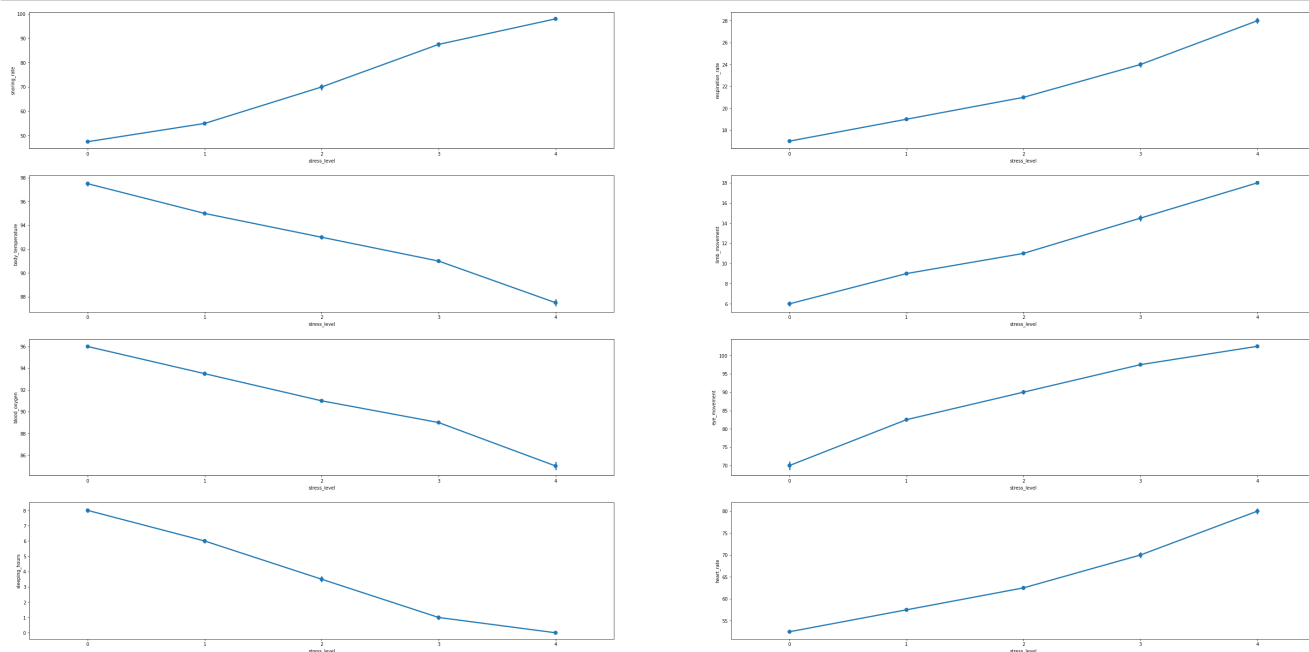 100
90
80
70
60
50
snoring_rate
0 1 2 3 4
stress_level
28
26
24
22
20
18
respiration_rate
0 1 2 3 4
stress_level
98
96
94
92
90
88
body_temperature
0 1 2 3 4
stress_level
18
16
14
12
10
8
6
limb_movement
0 1 2 3 4
stress_level
96
94
92
90
88
86
blood_oxygen
0 1 2 3 4
stress_level
100
95
90
85
80
75
70
eye_movement
0 1 2 3 4
stress_level
8
7
6
5
4
3
2
1
0
sleeping_hours
0 1 2 3 4
stress_level
80
75
70
65
60
55
heart_rate
0 1 2 3 4
stress_level